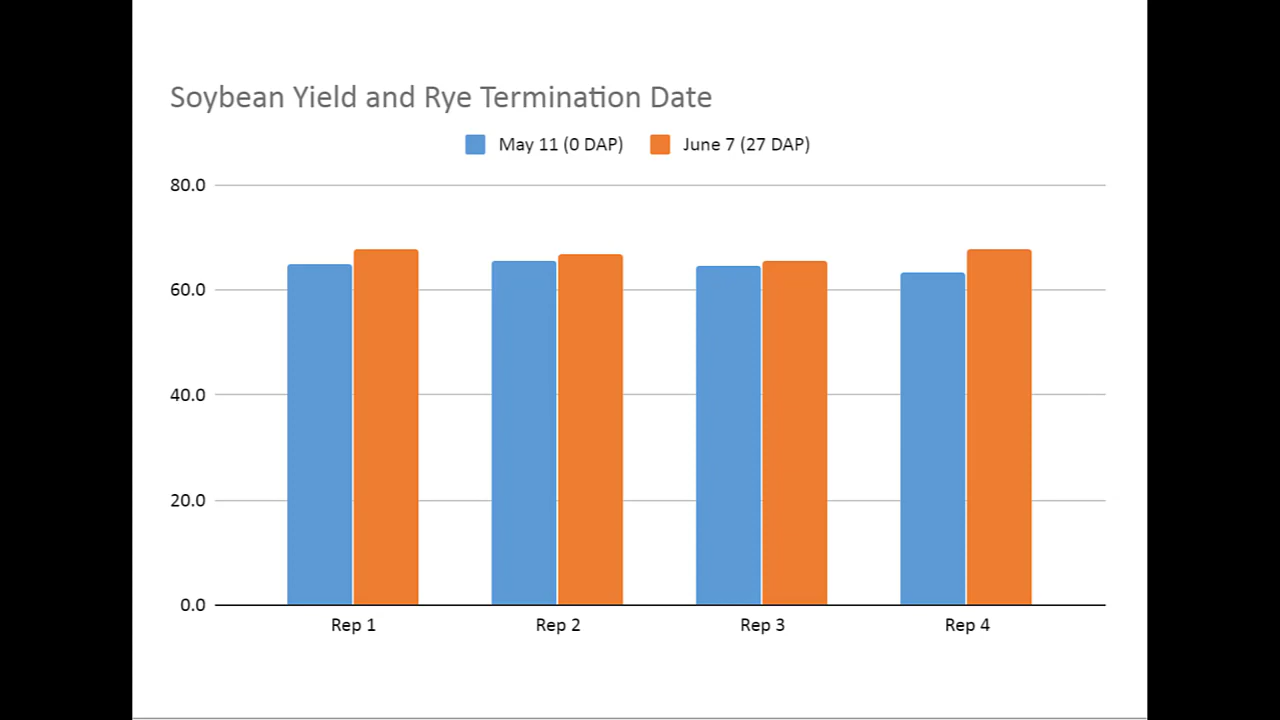 Soybean Yield and Rye Termination Date
May 11 (0 DAP) June 7 (27 DAP)
80.0
60.0
40.0
20.0
0.0
Rep 1 Rep 2 Rep 3 Rep 4